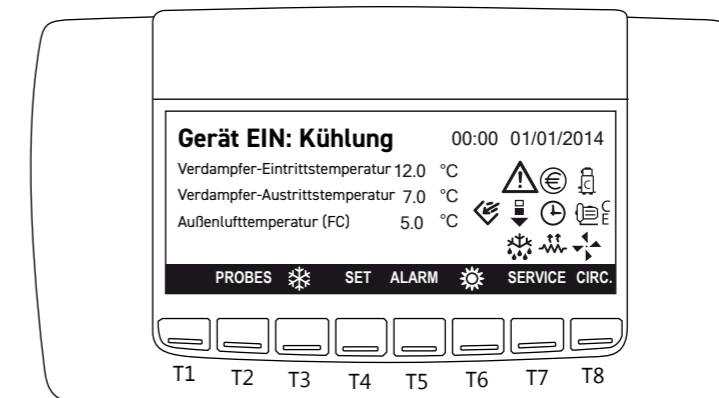 Gerät EIN: Kühlung 00:00 01/01/2014
Verdampfer-Eintrittstemperatur 12.0 °C
Verdampfer-Austrittstemperatur 7.0 °C
Außenlufttemperatur (FC) 5.0 °C
€ C
C
E
PROBES SET ALARM SERVICE CIRC.
T1 T2 T3 T4 T5 T6 T7 T8